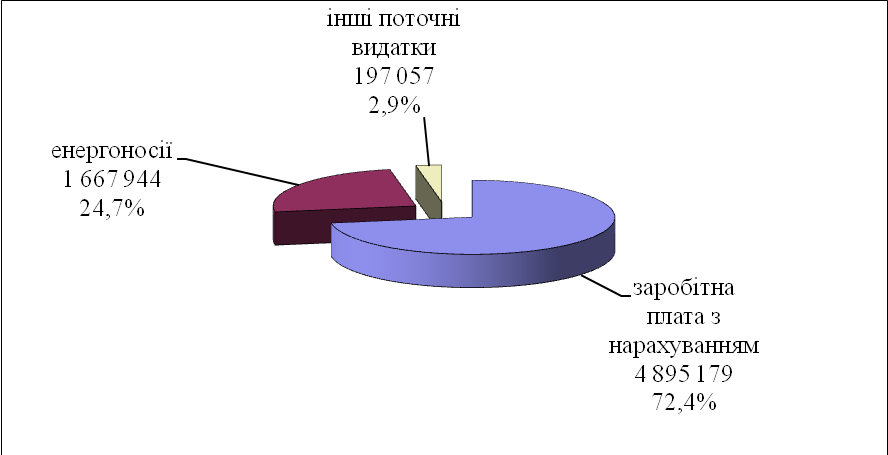 інші поточні
видатки
197 057
2,9%
енергоносії
1 667 944
24,7%
заробітна
плата з
нарахуванням
4 895 179
72,4%